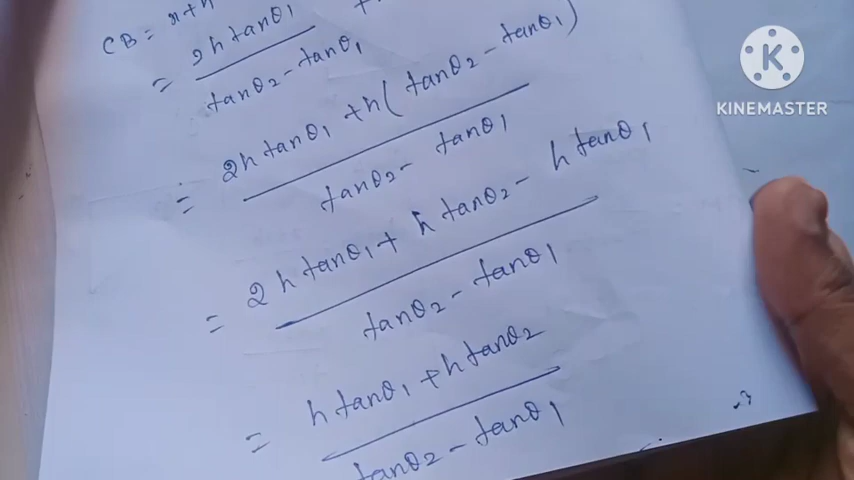 CB = x+h
= 2h tanθ₁ / tanθ₂ - tanθ₁ +
= 2h tanθ₁ + h( tanθ₂ - tanθ₁) / tanθ₂ - tanθ₁
= 2h tanθ₁ + h tanθ₂ - h tanθ₁ / tanθ₂ - tanθ₁
= h tanθ₁ + h tanθ₂ / tanθ₂ - tanθ₁
K
KINEMASTER